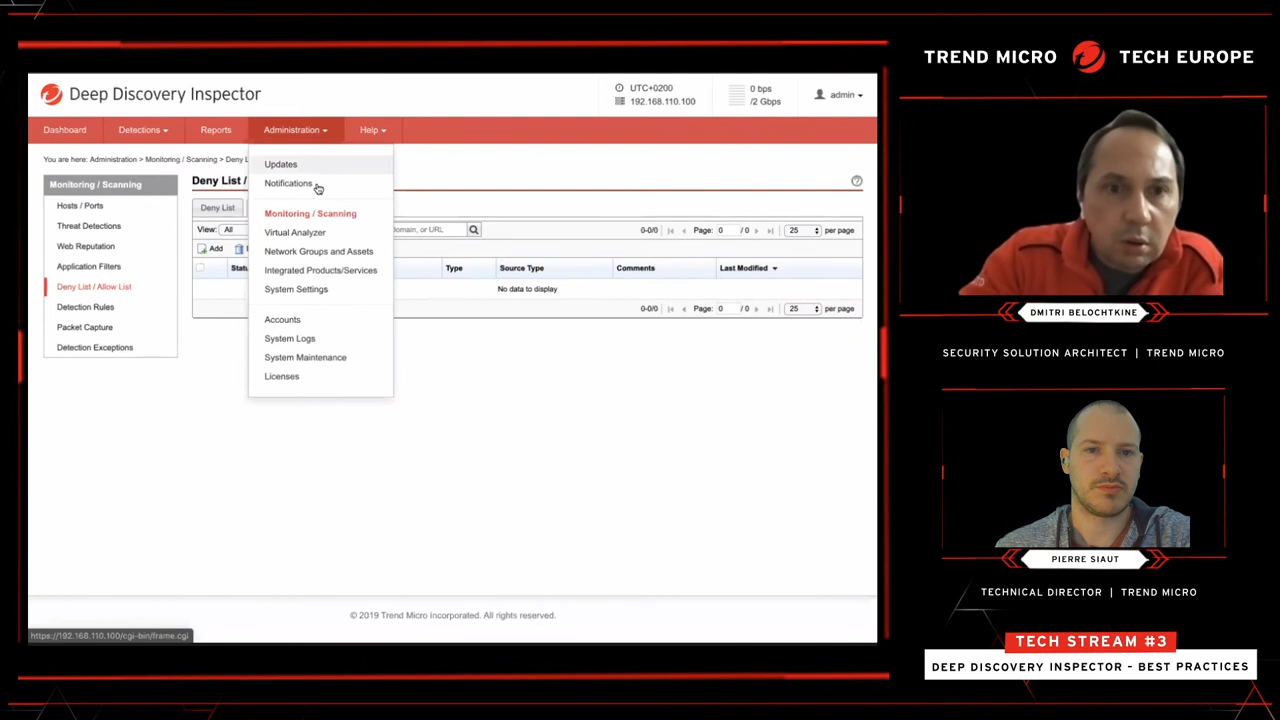 TREND MICRO TECH EUROPE
Deep Discovery Inspector
UTC+0200
192.168.110.100
0 bps
/2 Gbps
admin
Dashboard Detections Reports Administration Help
You are here: Administration > Monitoring / Scanning > Deny L
Monitoring / Scanning
Hosts / Ports
Threat Detections
Web Reputation
Application Filters
Deny List / Allow List
Detection Rules
Packet Capture
Detection Exceptions
Updates
Notifications
Monitoring / Scanning
Virtual Analyzer
Network Groups and Assets
Integrated Products/Services
System Settings
Accounts
System Logs
System Maintenance
Licenses
Deny List /
Deny List
View: All
omain, or URL
0-0/0 Page: 0 / 0 25 per page
Add
Statu Type Source Type Comments Last Modified
No data to display
0-0/0 Page: 0 / 0 25 per page
© 2019 Trend Micro Incorporated. All rights reserved.
https://192.168.110.100/cgi-bin/frame.cgi
DMITRI BELOCHTKINE
SECURITY SOLUTION ARCHITECT | TREND MICRO
PIERRE SIAUT
TECHNICAL DIRECTOR | TREND MICRO
TECH STREAM #3
DEEP DISCOVERY INSPECTOR – BEST PRACTICES